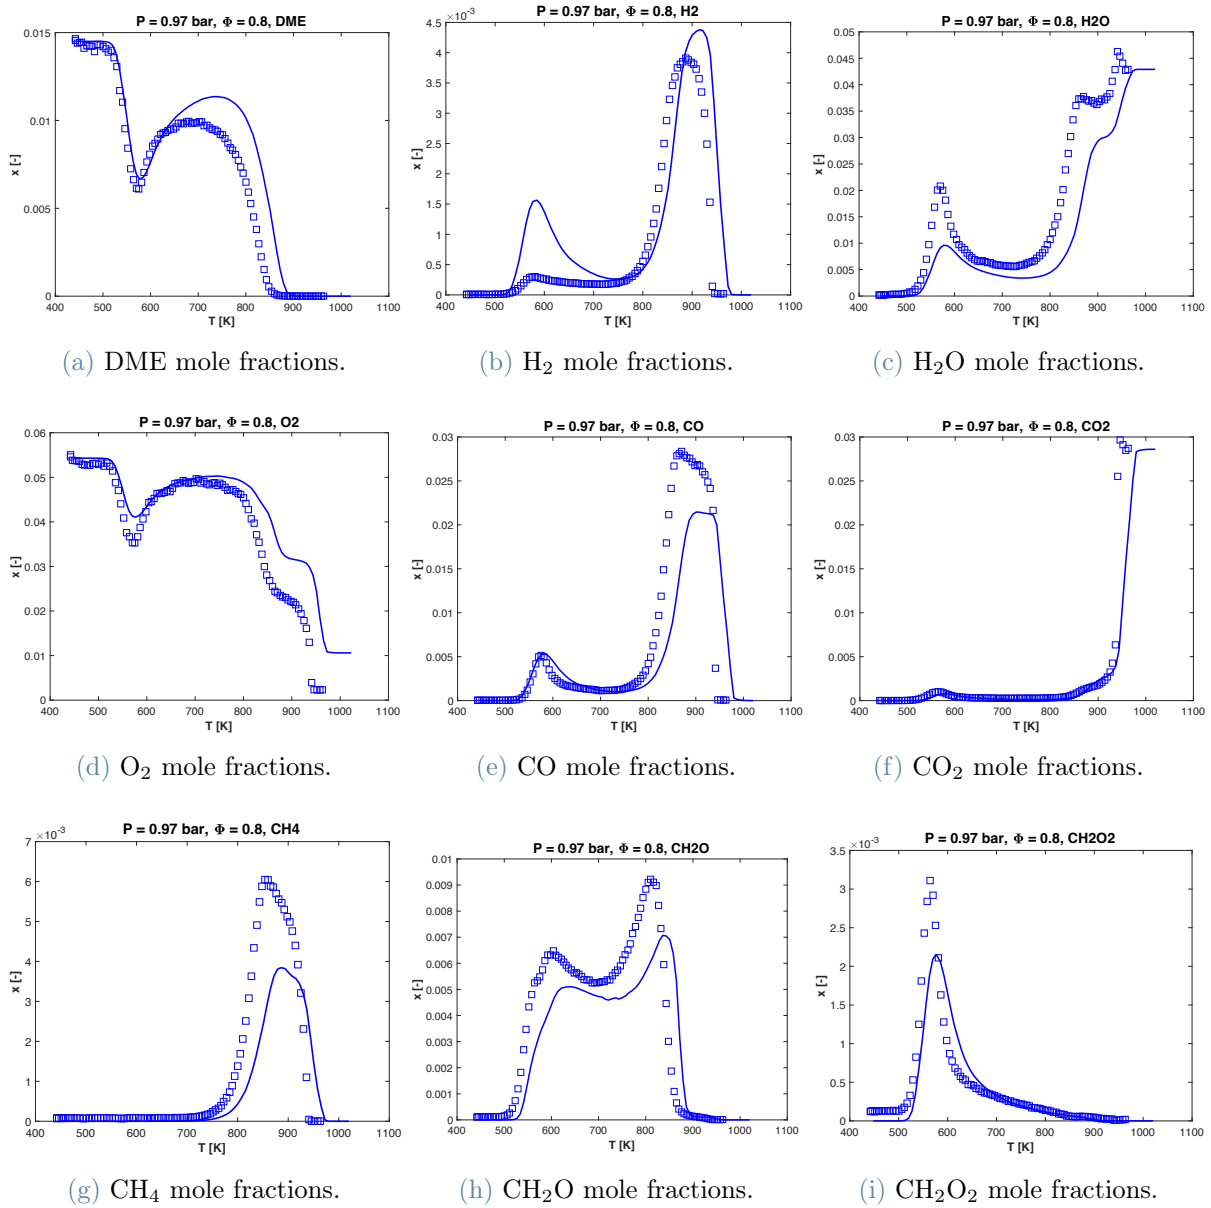 P = 0.97 bar, Φ = 0.8, DME
0.015
0.01
0.005
0
x [-]
400 500 600 700 800 900 1000 1100
T [K]
(a) DME mole fractions.
×10⁻³
P = 0.97 bar, Φ = 0.8, H2
4.5
4
3.5
3
2.5
2
1.5
1
0.5
0
x [-]
400 500 600 700 800 900 1000 1100
T [K]
(b) H₂ mole fractions.
P = 0.97 bar, Φ = 0.8, H2O
0.05
0.045
0.04
0.035
0.03
0.025
0.02
0.015
0.01
0.005
0
x [-]
400 500 600 700 800 900 1000 1100
T [K]
(c) H₂O mole fractions.
P = 0.97 bar, Φ = 0.8, O2
0.06
0.05
0.04
0.03
0.02
0.01
0
x [-]
400 500 600 700 800 900 1000 1100
T [K]
(d) O₂ mole fractions.
P = 0.97 bar, Φ = 0.8, CO
0.03
0.025
0.02
0.015
0.01
0.005
0
x [-]
400 500 600 700 800 900 1000 1100
T [K]
(e) CO mole fractions.
P = 0.97 bar, Φ = 0.8, CO2
0.03
0.025
0.02
0.015
0.01
0.005
0
x [-]
400 500 600 700 800 900 1000 1100
T [K]
(f) CO₂ mole fractions.
×10⁻³
P = 0.97 bar, Φ = 0.8, CH4
7
6
5
4
3
2
1
0
x [-]
400 500 600 700 800 900 1000 1100
T [K]
(g) CH₄ mole fractions.
P = 0.97 bar, Φ = 0.8, CH2O
0.01
0.009
0.008
0.007
0.006
0.005
0.004
0.003
0.002
0.001
0
x [-]
400 500 600 700 800 900 1000 1100
T [K]
(h) CH₂O mole fractions.
×10⁻³
P = 0.97 bar, Φ = 0.8, CH2O2
3.5
3
2.5
2
1.5
1
0.5
0
x [-]
400 500 600 700 800 900 1000 1100
T [K]
(i) CH₂O₂ mole fractions.